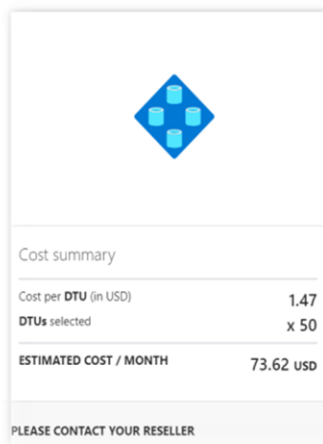 Cost summary
Cost per DTU (in USD) 1.47
DTUs selected x 50
ESTIMATED COST / MONTH 73.62 USD
PLEASE CONTACT YOUR RESELLER